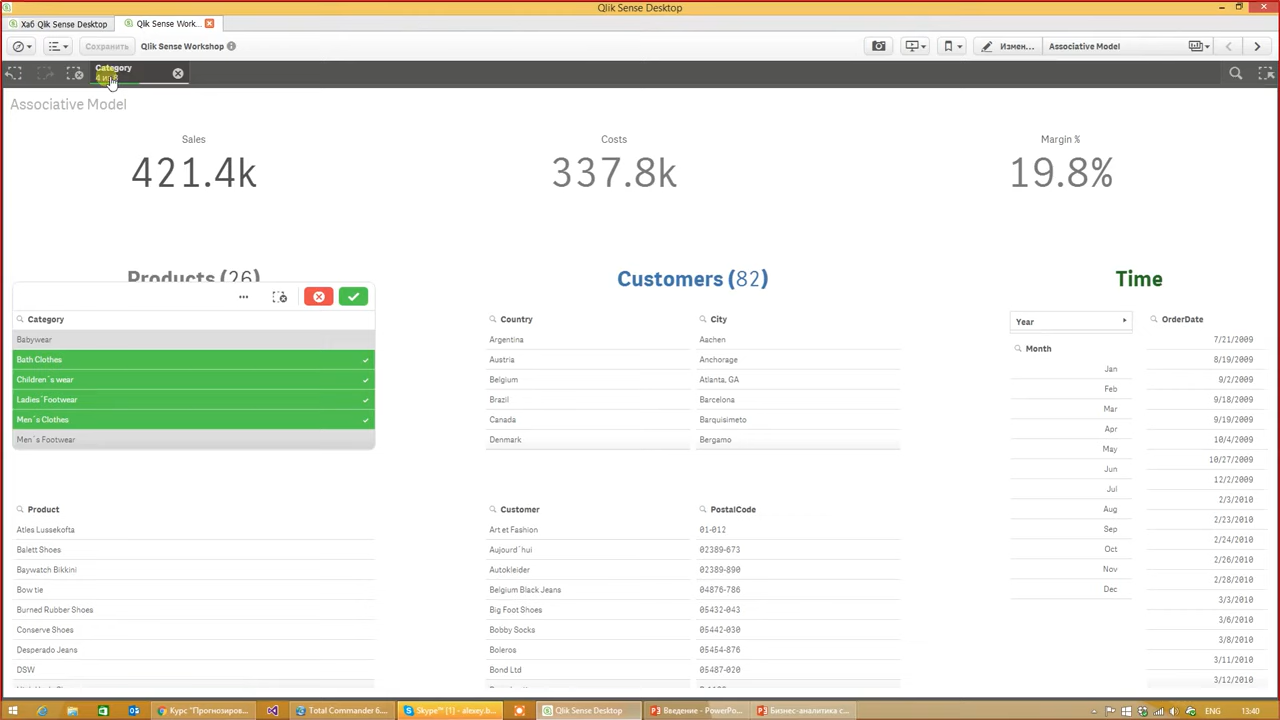 Qlik Sense Desktop
Хаб Qlik Sense Desktop
Qlik Sense Work...
Сохранить
Qlik Sense Workshop
Измен...
Associative Model
Category
Associative Model
Sales
Costs
Margin %
421.4k
337.8k
19.8%
Products (26)
Customers (82)
Time
Category
Babywear
Bath Clothes
Children´s wear
Ladies´Footwear
Men´s Clothes
Men´s Footwear
Country
Argentina
Austria
Belgium
Brazil
Canada
Denmark
City
Aachen
Anchorage
Atlanta, GA
Barcelona
Barquisimeto
Bergamo
Year
Month
Jan
Feb
Mar
Apr
May
Jun
Jul
Aug
Sep
Oct
Nov
Dec
OrderDate
7/21/2009
8/19/2009
9/2/2009
9/18/2009
9/19/2009
10/4/2009
10/27/2009
12/2/2009
2/3/2010
2/23/2010
2/24/2010
2/26/2010
2/28/2010
3/3/2010
3/6/2010
3/8/2010
3/11/2010
3/12/2010
Product
Atles Lussekofta
Balett Shoes
Baywatch Bikkini
Bow tie
Burned Rubber Shoes
Conserve Shoes
Desperado Jeans
DSW
Customer
Art et Fashion
Aujourd´hui
Autokleider
Belgium Black Jeans
Big Foot Shoes
Bobby Socks
Boleros
Bond Ltd
PostalCode
01-012
02389-673
02389-890
04876-786
05432-043
05442-030
05454-876
05487-020
Курс "Прогнозиров...
Total Commander 6....
Skype™ [1] - alexey.b...
Qlik Sense Desktop
Введение - PowerPo...
Бизнес-аналитика с...
ENG
13:40